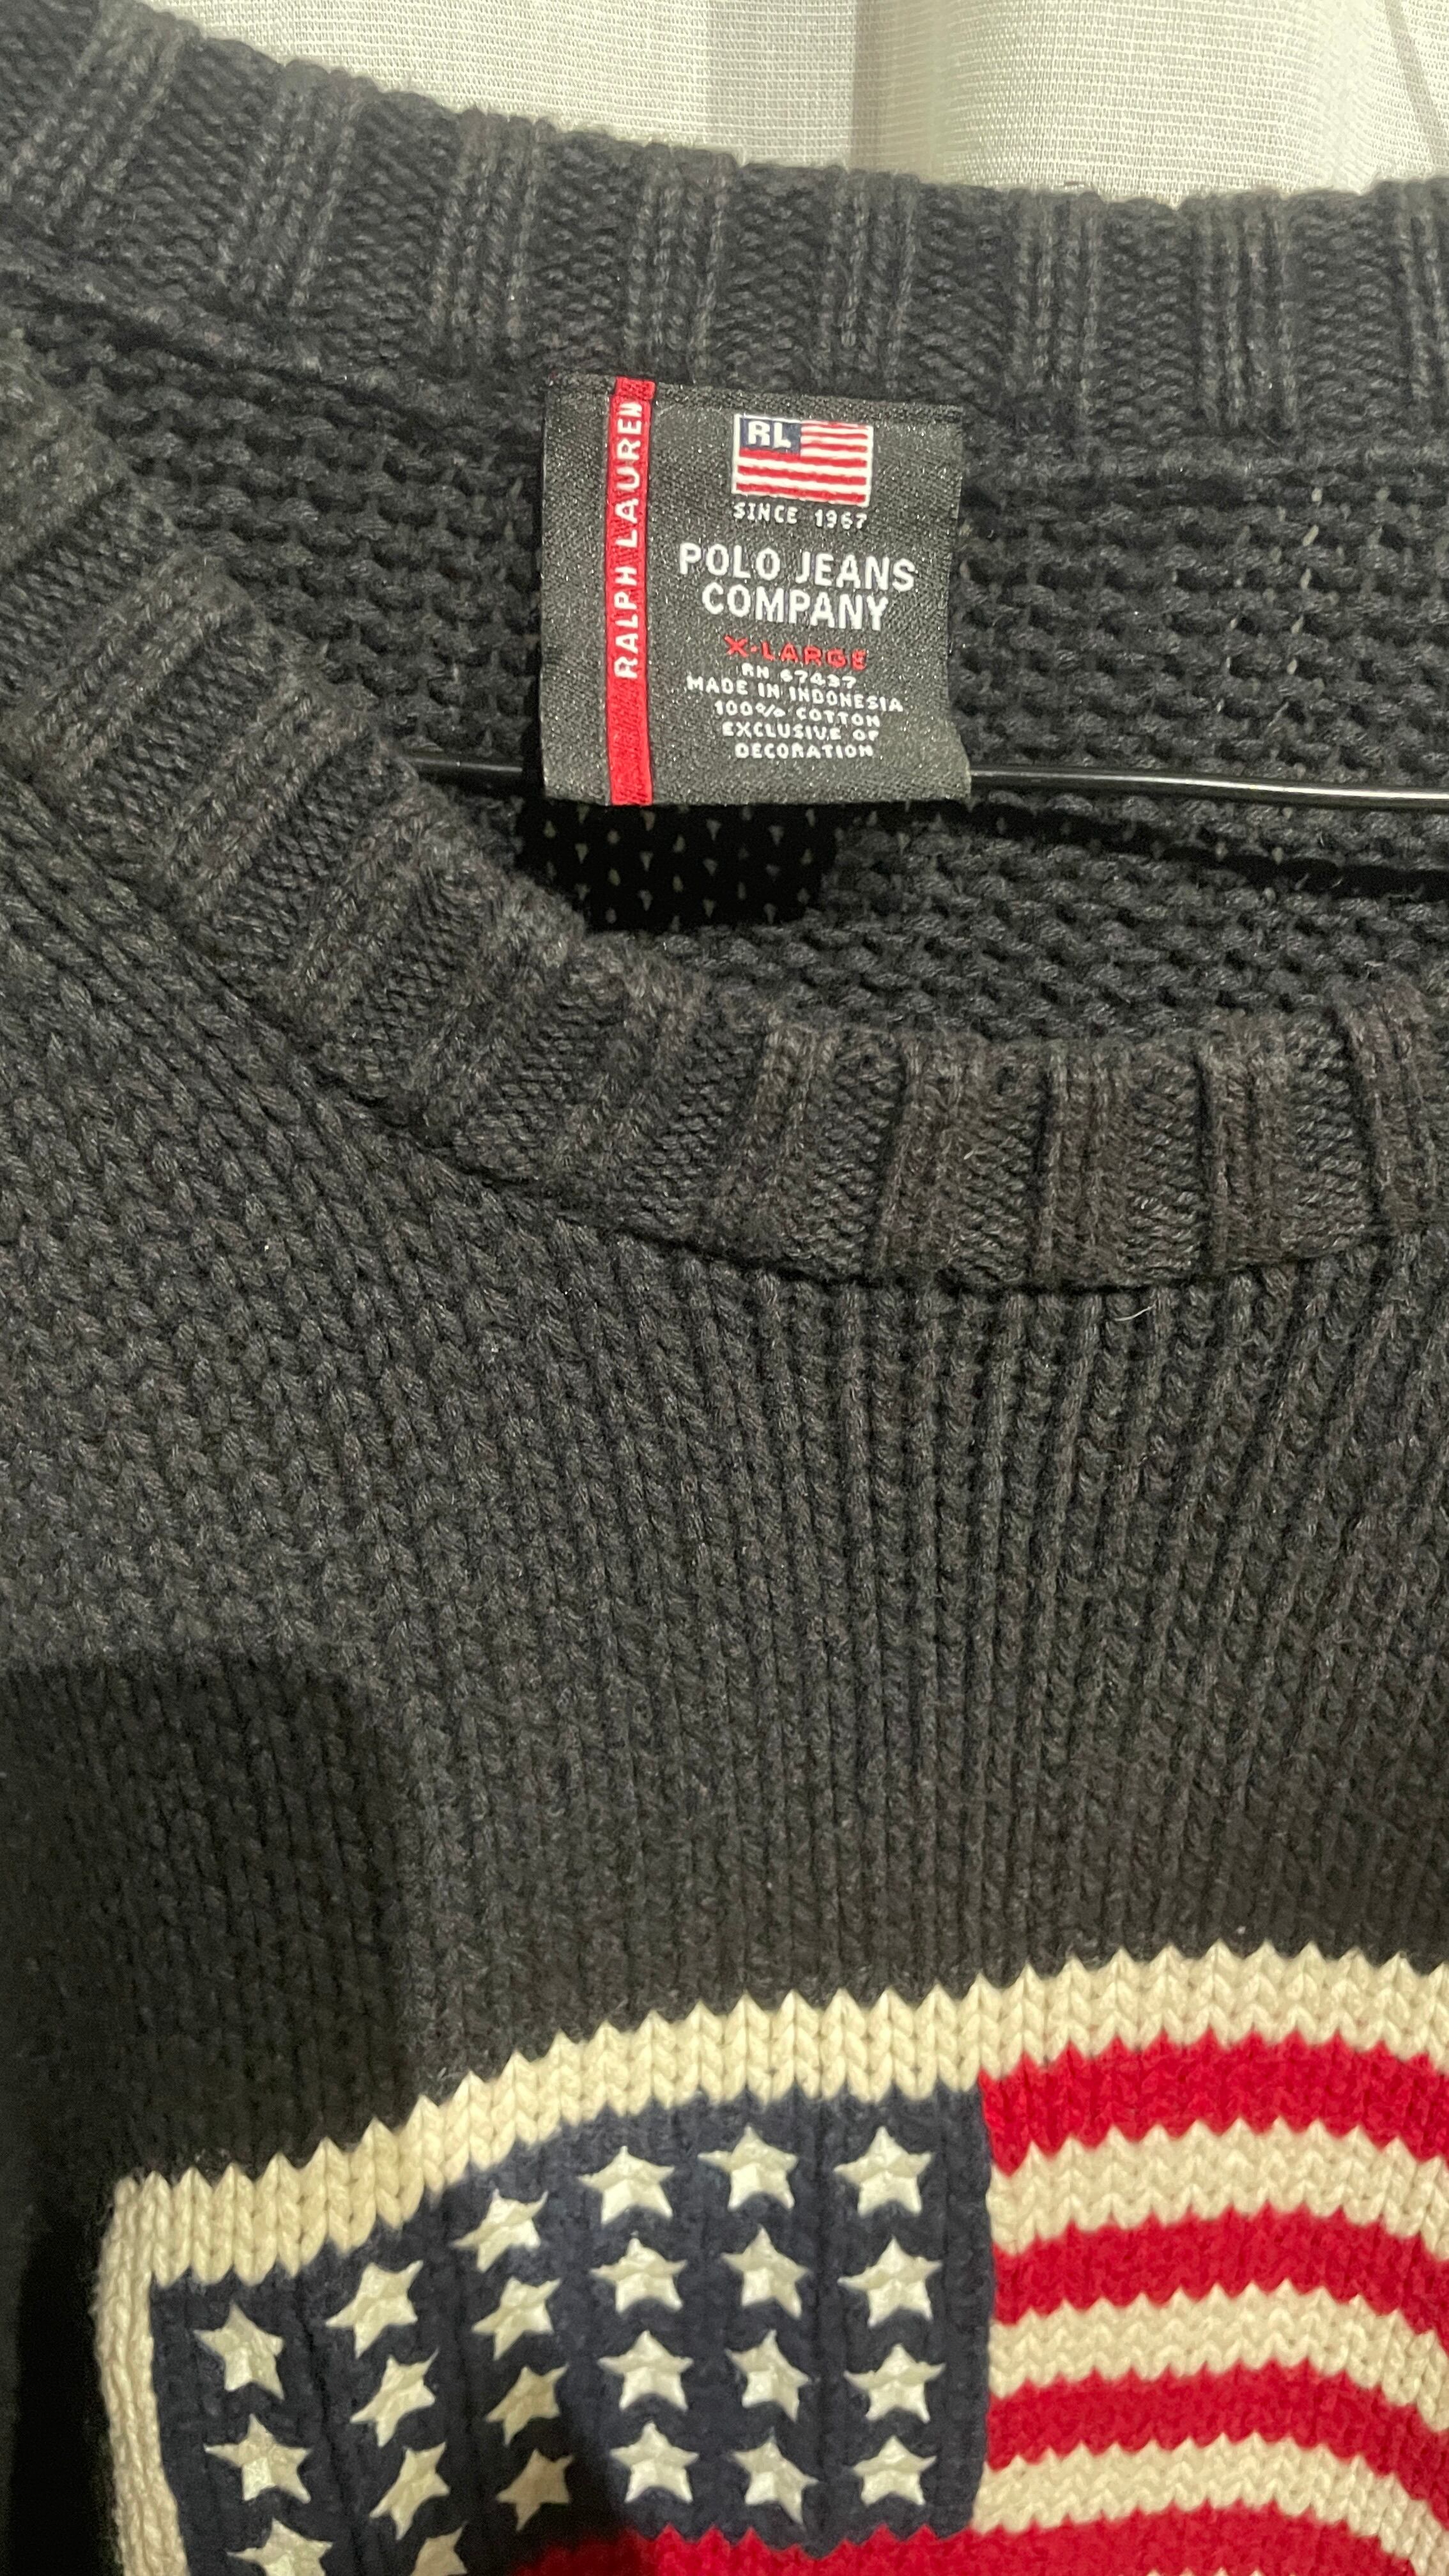 RALPH LAUREN
RL
SINCE 1967
POLO JEANS
COMPANY
X-LARGE
RN 67437
MADE IN INDONESIA
100% COTTON
EXCLUSIVE OF
DECORATION